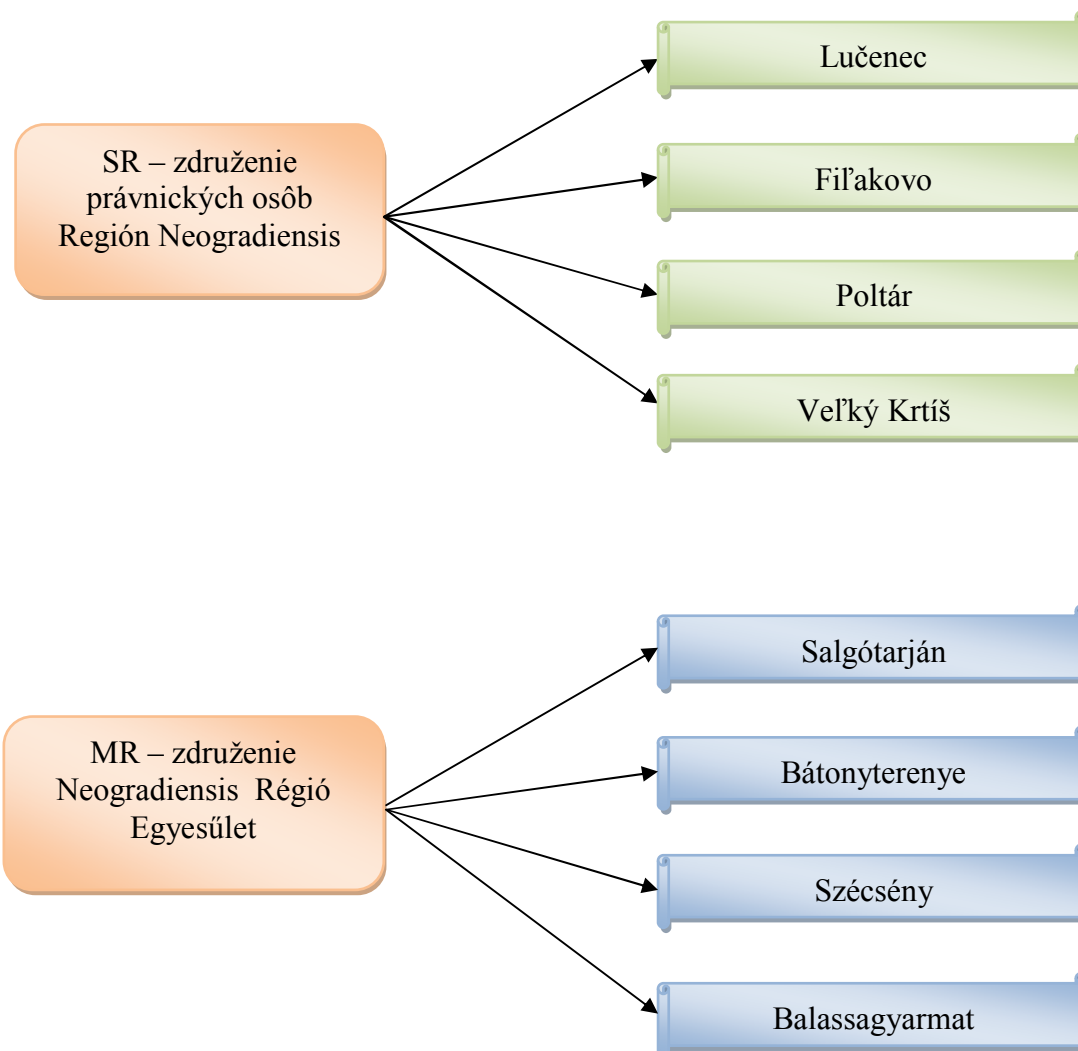 SR – združenie
právnických osôb
Región Neogradiensis
Lučenec
Fiľakovo
Poltár
Veľký Krtíš
MR – združenie
Neogradiensis Régió
Egyesűlet
Salgótarján
Bátonyterenye
Szécsény
Balassagyarmat